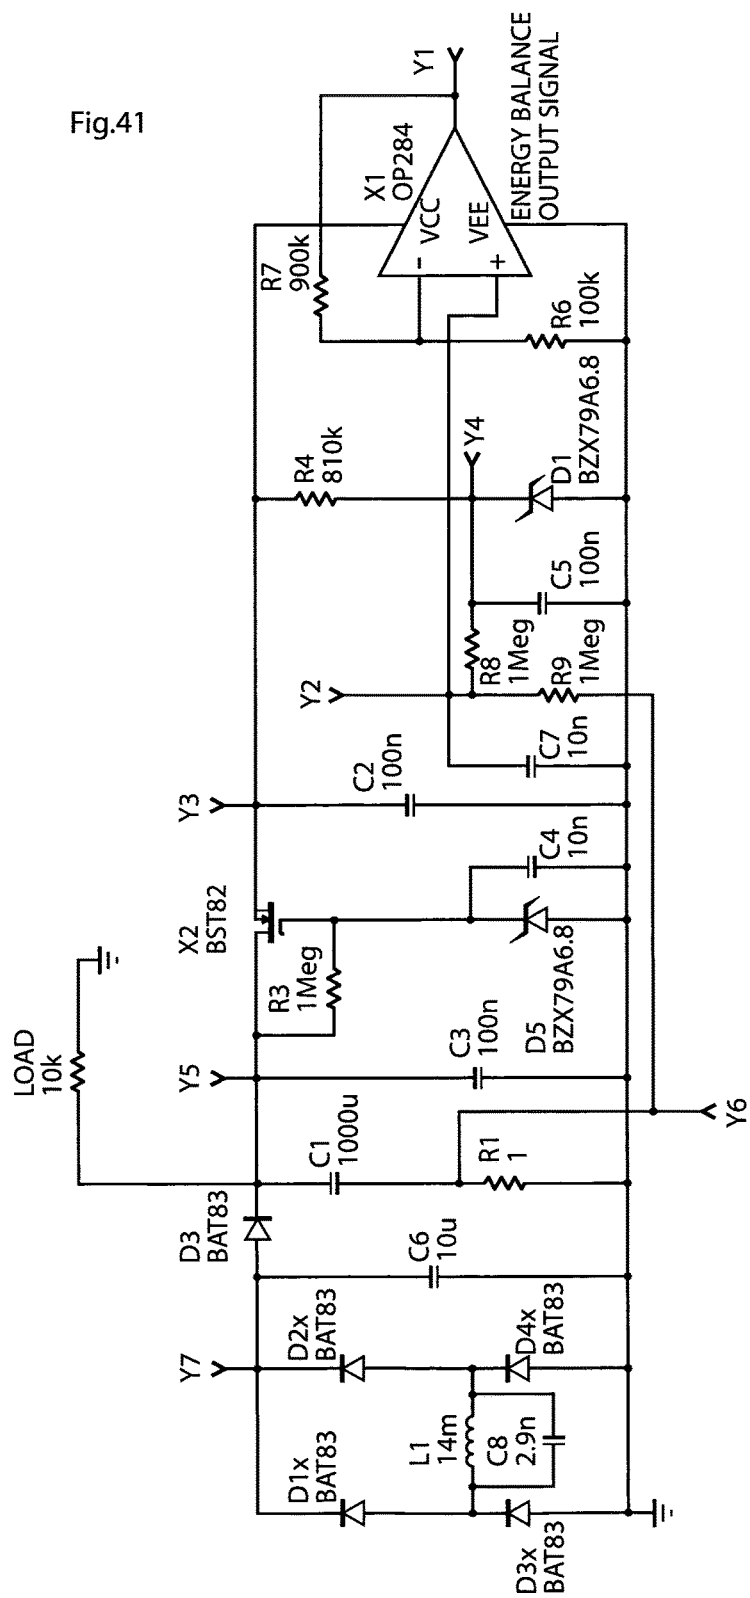 Fig.41
Y1
ENERGY BALANCE
OUTPUT SIGNAL
X1
OP284
VCC
VEE
-
+
R7
900k
R6
100k
R4
810k
Y4
D1
BZX79A6.8
C5
100n
R8
1Meg
R9
1Meg
Y2
C7
10n
C2
100n
Y3
C4
10n
X2
BST82
D5
BZX79A6.8
R3
1Meg
LOAD
10k
Y5
C3
100n
C1
1000u
R1
1
Y6
D3
BAT83
C6
10u
Y7
D2x
BAT83
D4x
BAT83
L1
14m
C8
2.9n
D1x
BAT83
D3x
BAT83